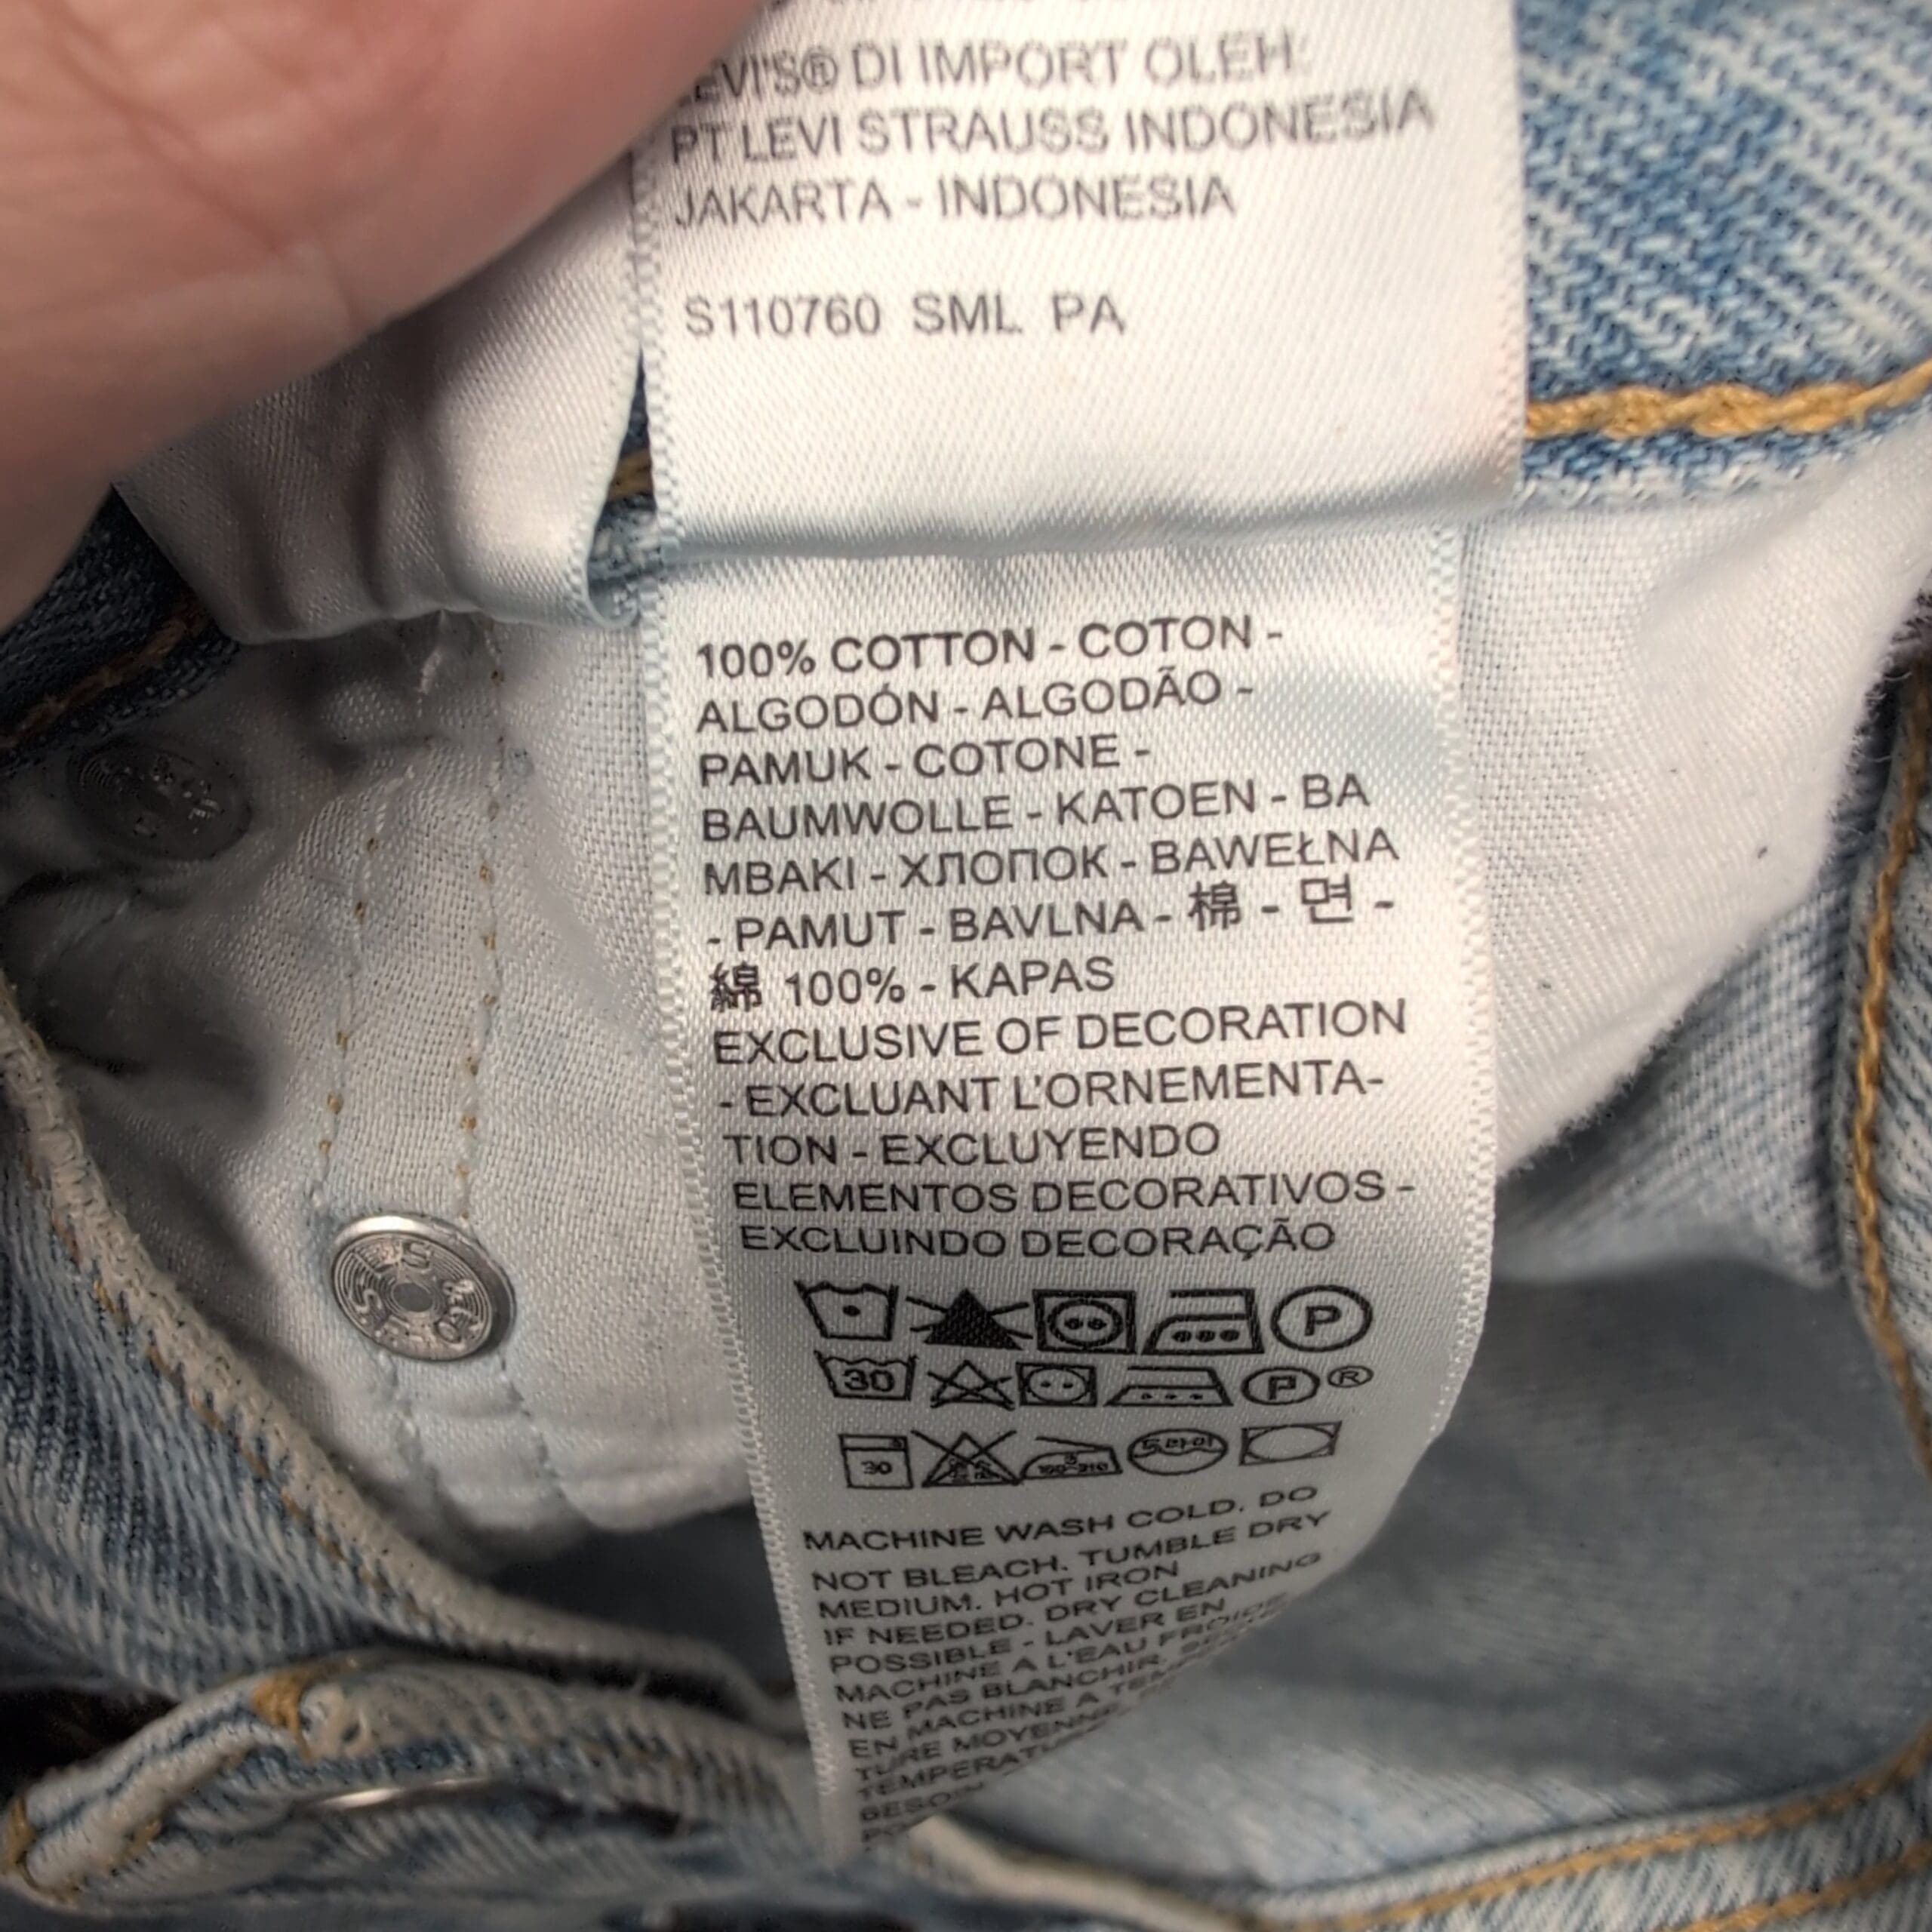 LEVI'S® DI IMPORT OLEH:
PT LEVI STRAUSS INDONESIA
JAKARTA - INDONESIA
S110760 SML PA
100% COTTON - COTON -
ALGODÓN - ALGODÃO -
PAMUK - COTONE -
BAUMWOLLE - KATOEN - BA
MBAKI - ХЛОПОК - BAWEŁNA
- PAMUT - BAVLNA - 棉 - 면 -
綿 100% - KAPAS
EXCLUSIVE OF DECORATION
- EXCLUANT L'ORNEMENTA-
TION - EXCLUYENDO
ELEMENTOS DECORATIVOS -
EXCLUINDO DECORAÇÃO
P
30 P ®
30 드라이
MACHINE WASH COLD. DO
NOT BLEACH. TUMBLE DRY
MEDIUM. HOT IRON
IF NEEDED. DRY CLEANING
POSSIBLE - LAVER EN
MACHINE A L'EAU FROIDE.
NE PAS BLANCHIR.
EN MACHINE A
TURE MOYENNE.